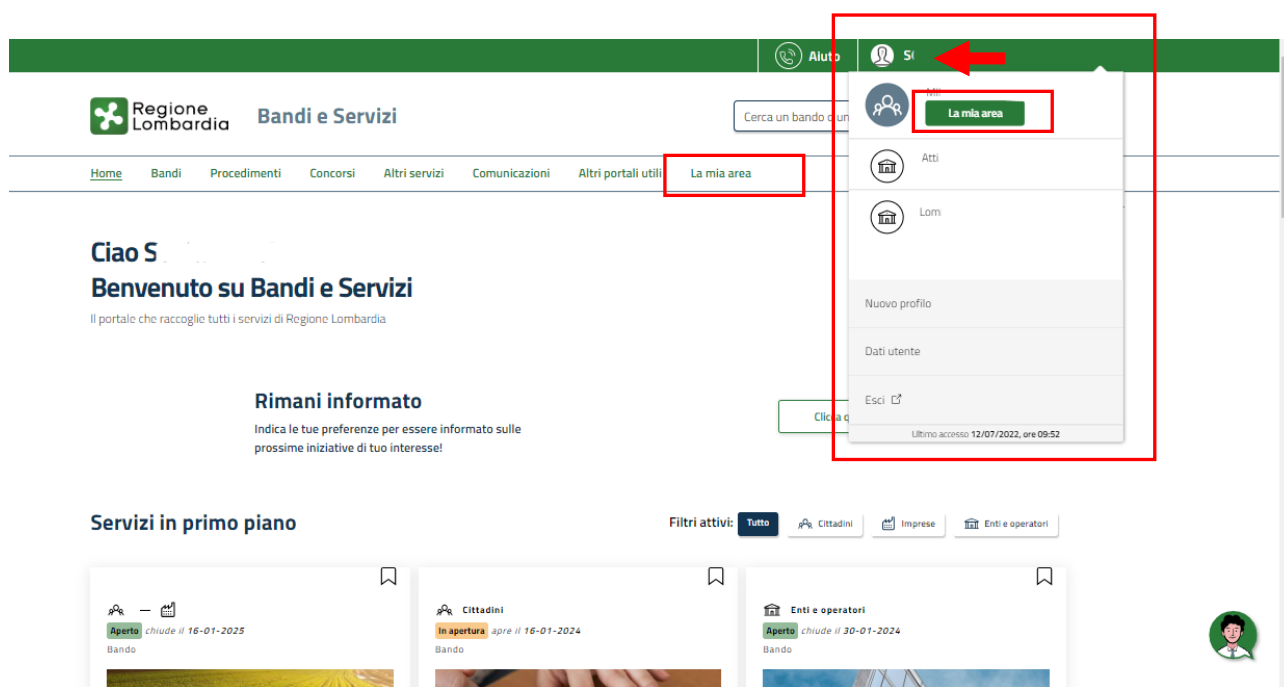 Aiuto
Regione
Lombardia
Bandi e Servizi
Cerca un bando o un
La mia area
Atti
Lom
Home Bandi Procedimenti Concorsi Altri servizi Comunicazioni Altri portali utili La mia area
Ciao S
Benvenuto su Bandi e Servizi
Il portale che raccoglie tutti i servizi di Regione Lombardia
Nuovo profilo
Dati utente
Esci
Ultimo accesso 12/07/2022, ore 09:52
Rimani informato
Indica le tue preferenze per essere informato sulle
prossime iniziative di tuo interesse!
Clicca q
Servizi in primo piano
Filtri attivi: Tutto Cittadini Imprese Enti e operatori
Aperto chiude il 16-01-2025
Bando
Cittadini
In apertura apre il 16-01-2024
Bando
Enti e operatori
Aperto chiude il 30-01-2024
Bando